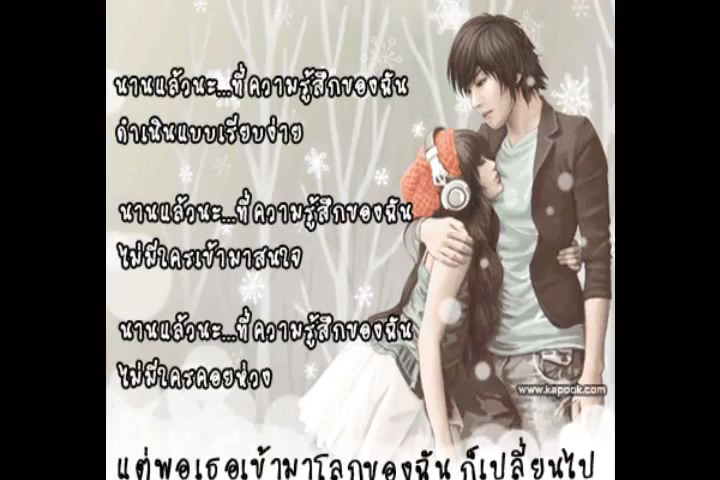 นานแล้วนะ...ที่ความรู้สึกของฉัน
ดำเนินแบบเรียบง่าย
นานแล้วนะ...ที่ความรู้สึกของฉัน
ไม่มีใครเข้ามาสนใจ
นานแล้วนะ...ที่ความรู้สึกของฉัน
ไม่มีใครคอยห่วง
www.kapook.com
แต่พอเธอเข้ามาโลกของฉัน ก็เปลี่ยนไป